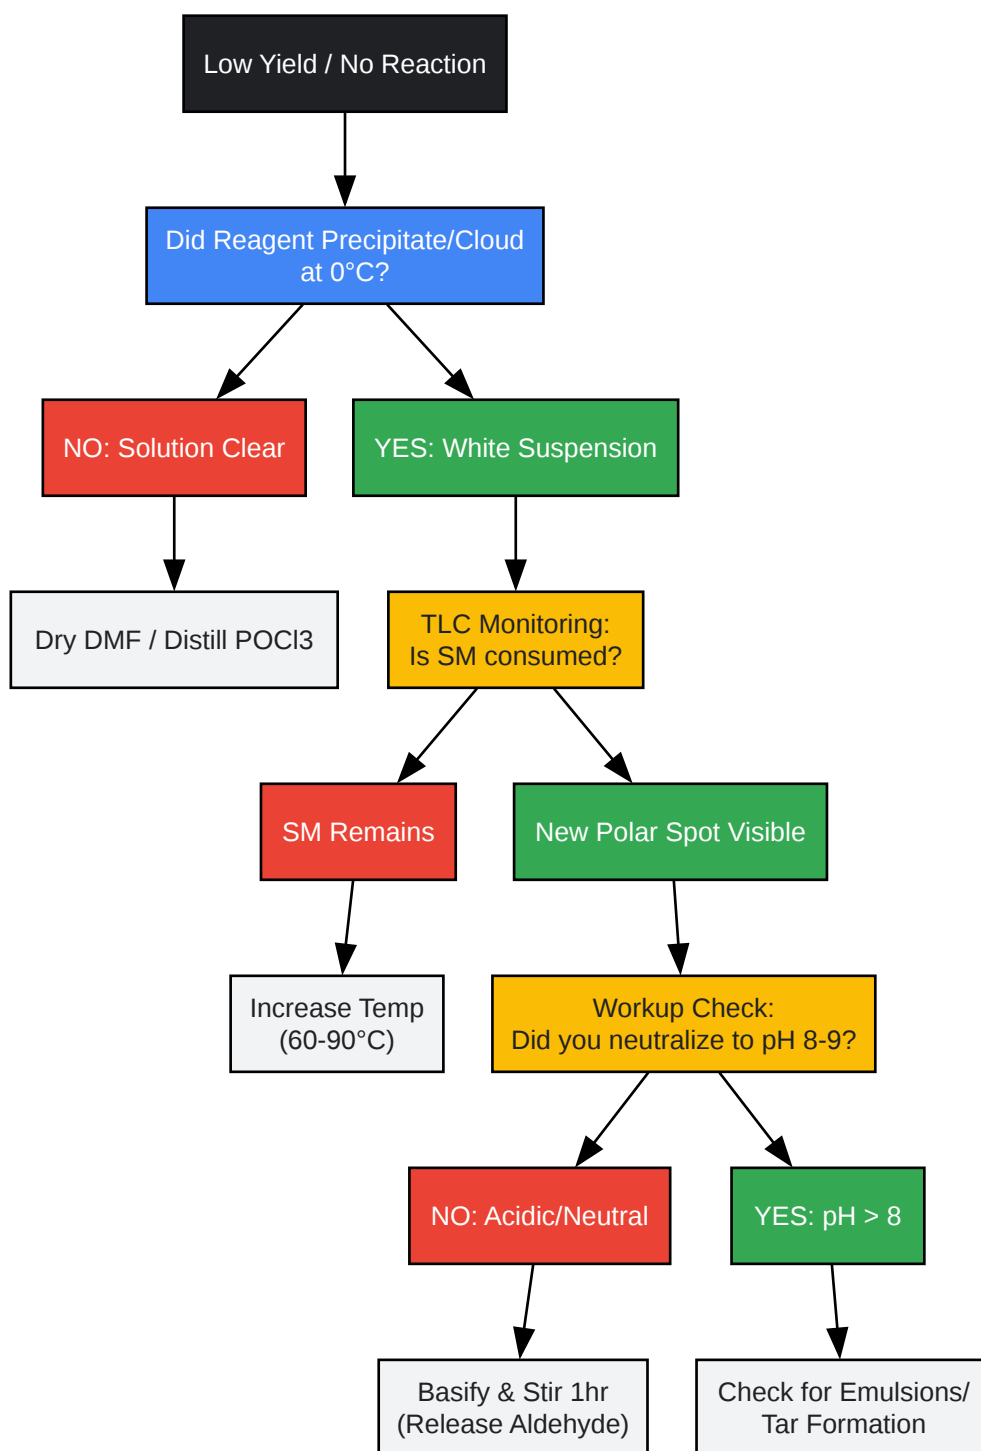 Low Yield / No Reaction
Did Reagent Precipitate/Cloud
at 0°C?
NO: Solution Clear
YES: White Suspension
Dry DMF / Distill POCl3
TLC Monitoring:
Is SM consumed?
SM Remains
New Polar Spot Visible
Increase Temp
(60-90°C)
Workup Check:
Did you neutralize to pH 8-9?
NO: Acidic/Neutral
YES: pH > 8
Basify & Stir 1hr
(Release Aldehyde)
Check for Emulsions/
Tar Formation